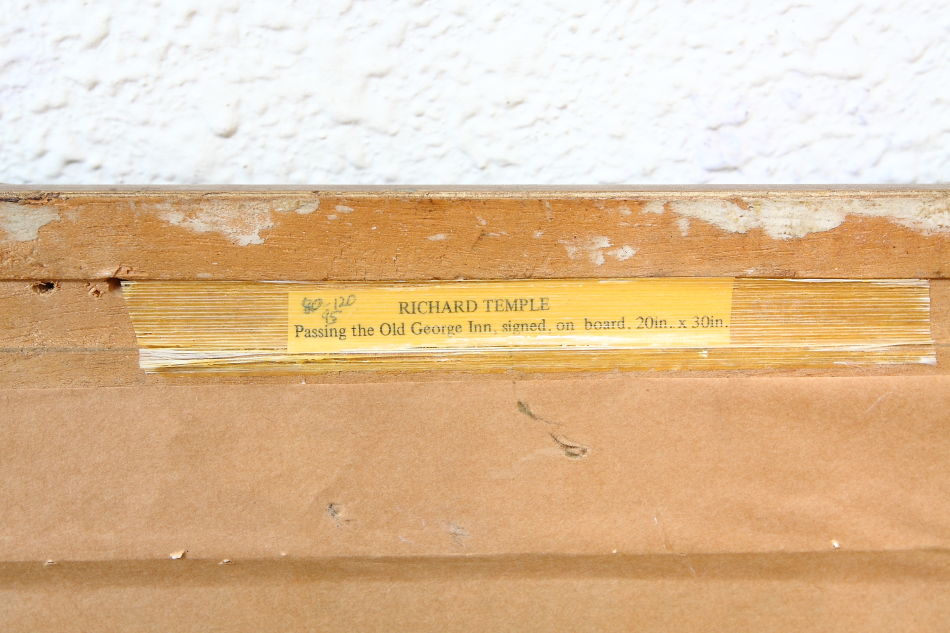 80-120
95
RICHARD TEMPLE
Passing the Old George Inn, signed, on board, 20in. x 30in.